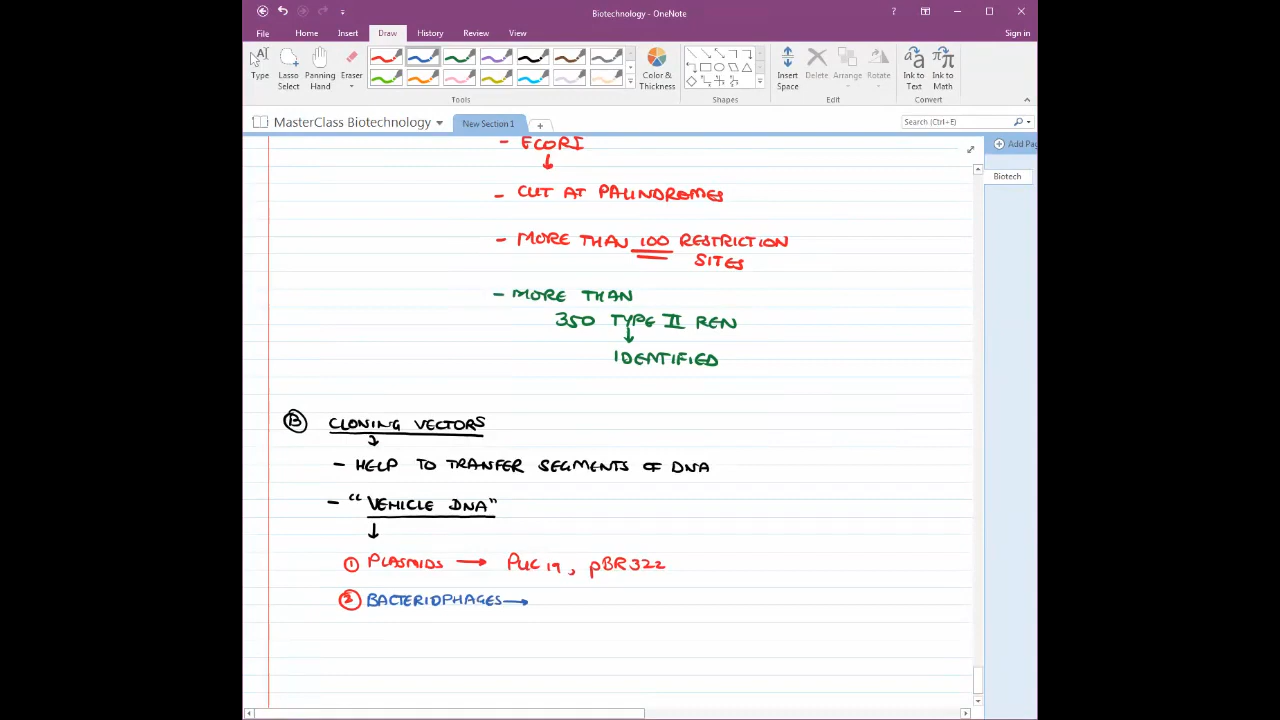 Biotechnology - OneNote
?
File Home Insert Draw History Review View
Sign in
Type Lasso Select Panning Hand Eraser
Color & Thickness
Insert Space Delete Arrange Rotate Ink to Text Ink to Math
Tools Shapes Edit Convert
MasterClass Biotechnology New Section 1 + Search (Ctrl+E)
Add Pag
Biotech
- ECORI
- CUT AT PALINDROMES
- MORE THAN 100 RESTRICTION
SITES
- MORE THAN
350 TYPE II REN
IDENTIFIED
B CLONING VECTORS
- HELP TO TRANFER SEGMENTS OF DNA
- "VEHICLE DNA"
① PLASMIDS → PUC 19, pBR322
② BACTERIOPHAGES →